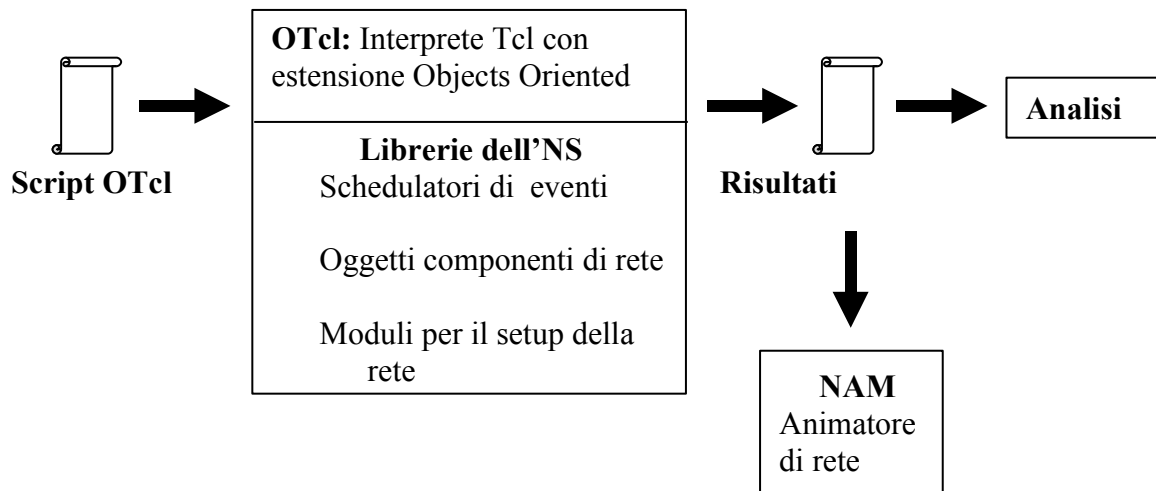 OTcl: Interprete Tcl con
estensione Objects Oriented
Librerie dell’NS
Schedulatori di eventi
Oggetti componenti di rete
Moduli per il setup della
rete
Script OTcl
Risultati
Analisi
NAM
Animatore
di rete